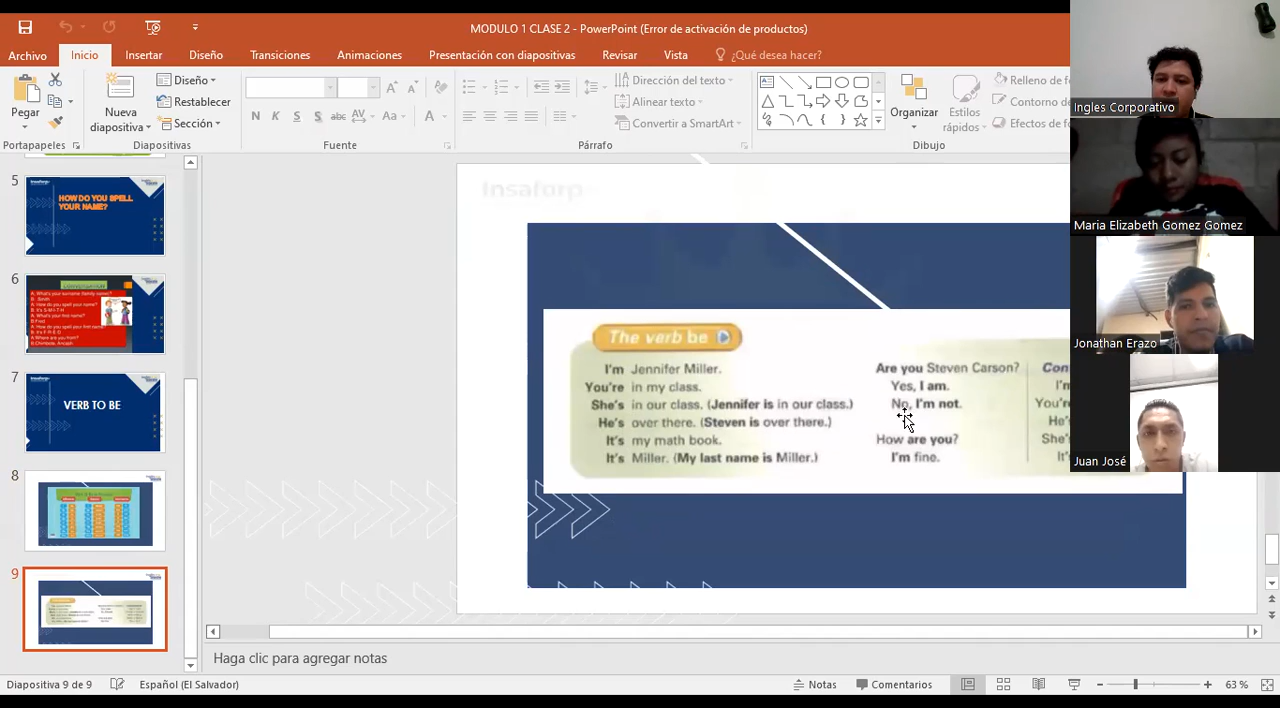 MODULO 1 CLASE 2 - PowerPoint (Error de activación de productos)
Archivo Inicio Insertar Diseño Transiciones Animaciones Presentación con diapositivas Revisar Vista ¿Qué desea hacer?
Pegar
Nueva diapositiva
Diseño
Restablecer
Sección
N K S S abc AV Aa A
Dirección del texto
Alinear texto
Convertir a SmartArt
Organizar
Estilos rápidos
Relleno de
Contorno de
Efectos de
Portapapeles Diapositivas Fuente Párrafo Dibujo
Ingles Corporativo
Maria Elizabeth Gomez Gomez
Jonathan Erazo
Juan José
5
HOW DO YOU SPELL
YOUR NAME?
6
7
VERB TO BE
8
9
Insaforp
The verb be
I'm Jennifer Miller.
You're in my class.
She's in our class. (Jennifer is in our class.)
He's over there. (Steven is over there.)
It's my math book.
It's Miller. (My last name is Miller.)
Are you Steven Carson?
Yes, I am.
No, I'm not.
How are you?
I'm fine.
Haga clic para agregar notas
Diapositiva 9 de 9 Español (El Salvador) Notas Comentarios 63 %